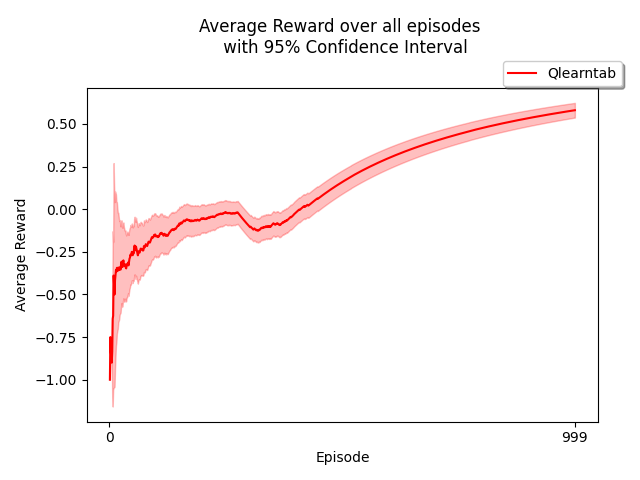 Average Reward over all episodes
with 95% Confidence Interval
Qlearntab
Average Reward
0.50
0.25
0.00
−0.25
−0.50
−0.75
−1.00
0
999
Episode